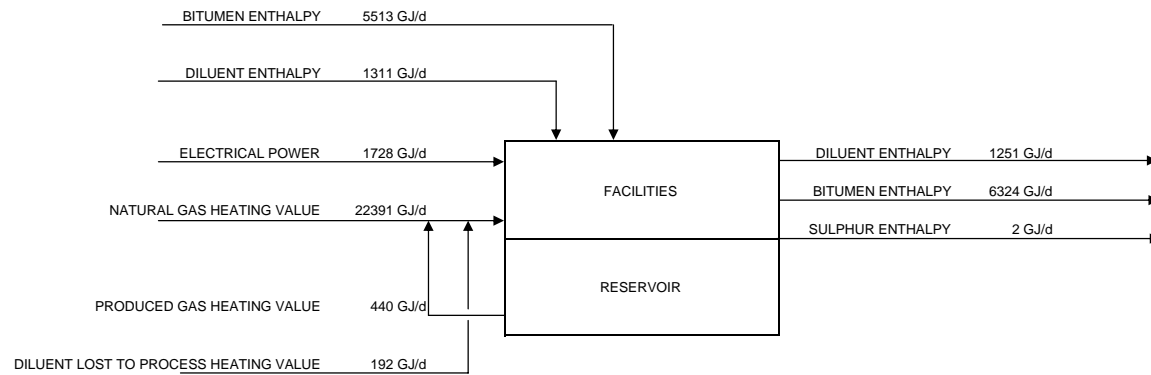 BITUMEN ENTHALPY 5513 GJ/d
DILUENT ENTHALPY 1311 GJ/d
ELECTRICAL POWER 1728 GJ/d
DILUENT ENTHALPY 1251 GJ/d
FACILITIES
BITUMEN ENTHALPY 6324 GJ/d
NATURAL GAS HEATING VALUE 22391 GJ/d
SULPHUR ENTHALPY 2 GJ/d
RESERVOIR
PRODUCED GAS HEATING VALUE 440 GJ/d
DILUENT LOST TO PROCESS HEATING VALUE 192 GJ/d